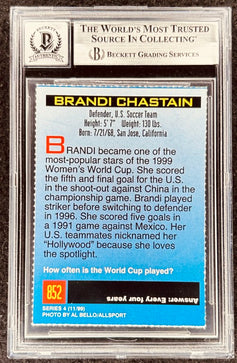 THE WORLD'S MOST TRUSTED
SOURCE IN COLLECTING™
BECKETT GRADING SERVICES
BRANDI CHASTAIN
Defender, U.S. Soccer Team
Height: 5' 7" Weight: 130 lbs.
Born: 7/21/68, San Jose, California
BRANDI became one of the
most-popular stars of the 1999
Women's World Cup. She scored
the fifth and final goal for the U.S.
in the shoot-out against China in the
championship game. Brandi played
striker before switching to defender
in 1996. She scored five goals in
a 1991 game against Mexico. Her
U.S. teammates nicknamed her
"Hollywood" because she loves
the spotlight.
How often is the World Cup played?
852
Answer: Every four years
SERIES 4 (11/99)
PHOTO BY AL BELLO/ALLSPORT